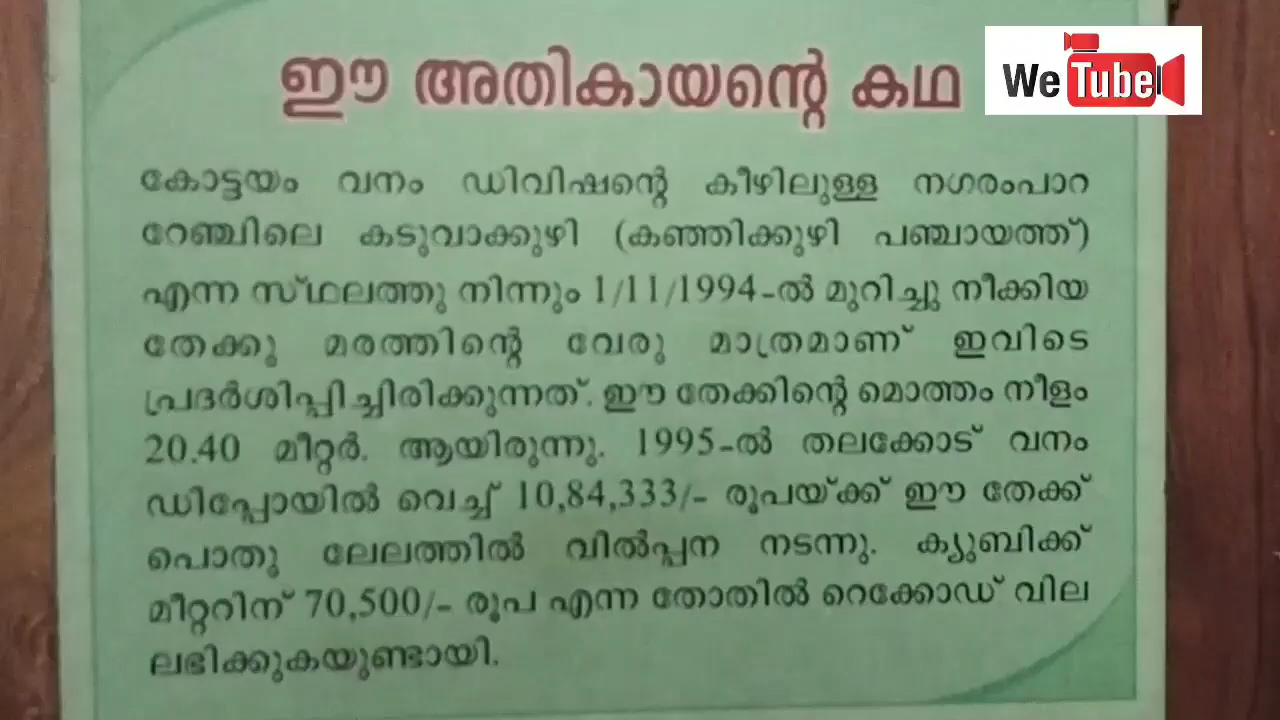 ഈ അതികായന്റെ കഥ
We Tube
കോട്ടയം വനം ഡിവിഷന്റെ കീഴിലുള്ള നഗരംപാറ
റേഞ്ചിലെ കടുവാക്കുഴി (കഞ്ഞിക്കുഴി പഞ്ചായത്ത്)
എന്ന സ്ഥലത്തു നിന്നും 1/11/1994-ൽ മുറിച്ചു നീക്കിയ
തേക്കു മരത്തിന്റെ വേരു മാത്രമാണ് ഇവിടെ
പ്രദർശിപ്പിച്ചിരിക്കുന്നത്. ഈ തേക്കിന്റെ മൊത്തം നീളം
20.40 മീറ്റർ. ആയിരുന്നു. 1995-ൽ തലക്കോട് വനം
ഡിപ്പോയിൽ വെച്ച് 10,84,333/- രൂപയ്ക്ക് ഈ തേക്ക്
പൊതു ലേലത്തിൽ വിൽപ്പന നടന്നു. ക്യുബിക്ക്
മീറ്ററിന് 70,500/- രൂപ എന്ന തോതിൽ റെക്കോഡ് വില
ലഭിക്കുകയുണ്ടായി.